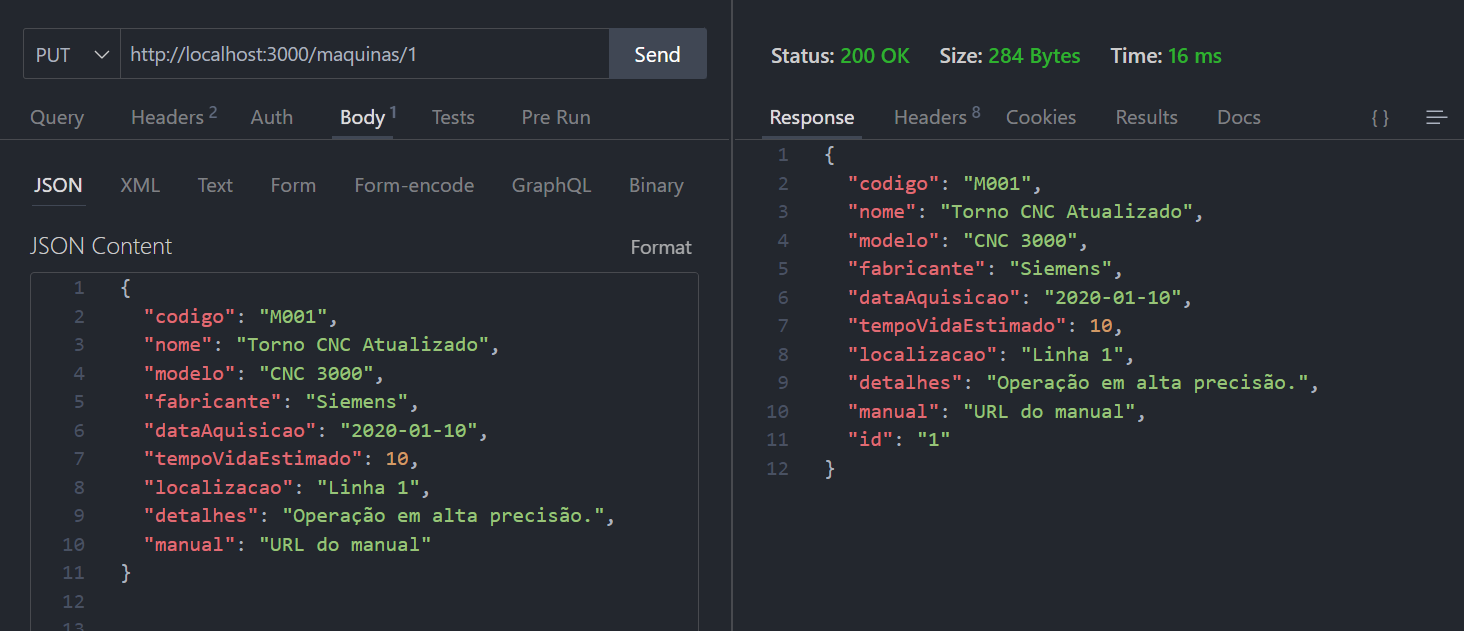 PUT http://localhost:3000/maquinas/1 Send
Query Headers 2 Auth Body 1 Tests Pre Run
JSON XML Text Form Form-encode GraphQL Binary
JSON Content Format
1 {
2 "codigo": "M001",
3 "nome": "Torno CNC Atualizado",
4 "modelo": "CNC 3000",
5 "fabricante": "Siemens",
6 "dataAquisicao": "2020-01-10",
7 "tempoVidaEstimado": 10,
8 "localizacao": "Linha 1",
9 "detalhes": "Operação em alta precisão.",
10 "manual": "URL do manual"
11 }
12
13
Status: 200 OK Size: 284 Bytes Time: 16 ms
Response Headers 8 Cookies Results Docs { }
1 {
2 "codigo": "M001",
3 "nome": "Torno CNC Atualizado",
4 "modelo": "CNC 3000",
5 "fabricante": "Siemens",
6 "dataAquisicao": "2020-01-10",
7 "tempoVidaEstimado": 10,
8 "localizacao": "Linha 1",
9 "detalhes": "Operação em alta precisão.",
10 "manual": "URL do manual",
11 "id": "1"
12 }